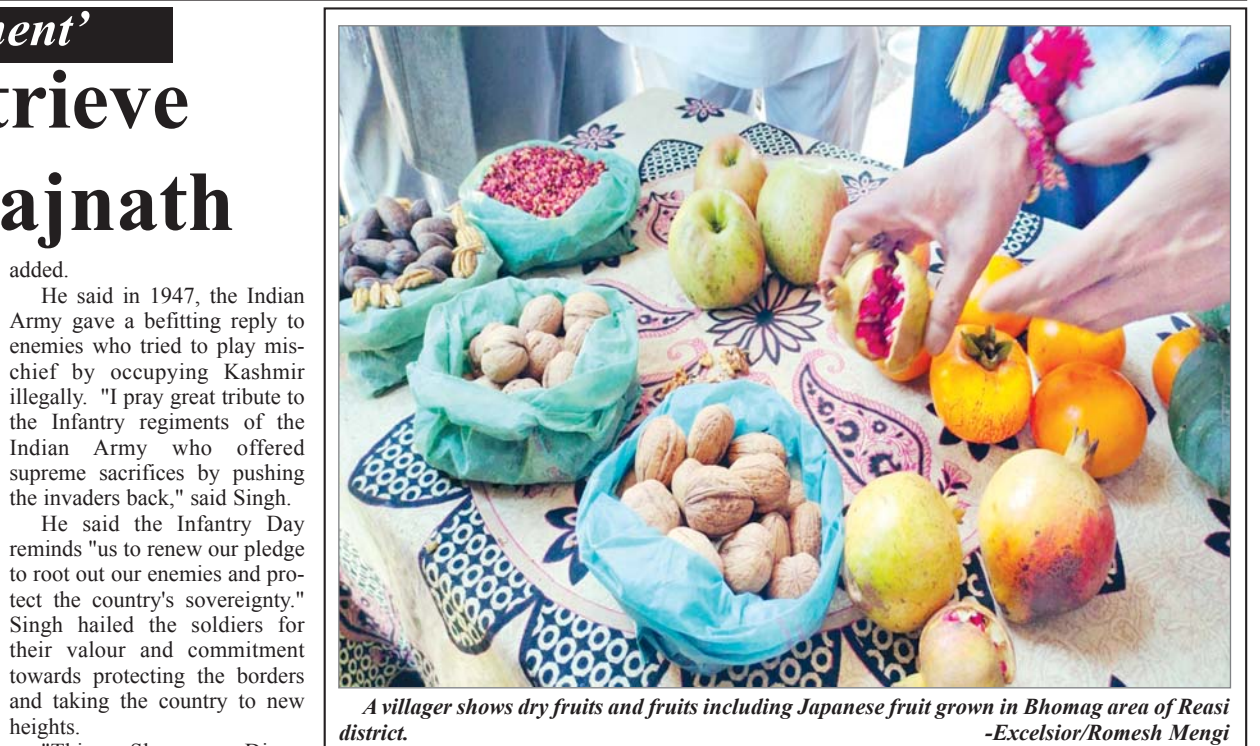 nent’
trieve
ajnath
added.
He said in 1947, the Indian
Army gave a befitting reply to
enemies who tried to play mis-
chief by occupying Kashmir
illegally. "I pray great tribute to
the Infantry regiments of the
Indian Army who offered
supreme sacrifices by pushing
the invaders back," said Singh.
He said the Infantry Day
reminds "us to renew our pledge
to root out our enemies and pro-
tect the country's sovereignty."
Singh hailed the soldiers for
their valour and commitment
towards protecting the borders
and taking the country to new
heights.
A villager shows dry fruits and fruits including Japanese fruit grown in Bhomag area of Reasi
district. -Excelsior/Romesh Mengi